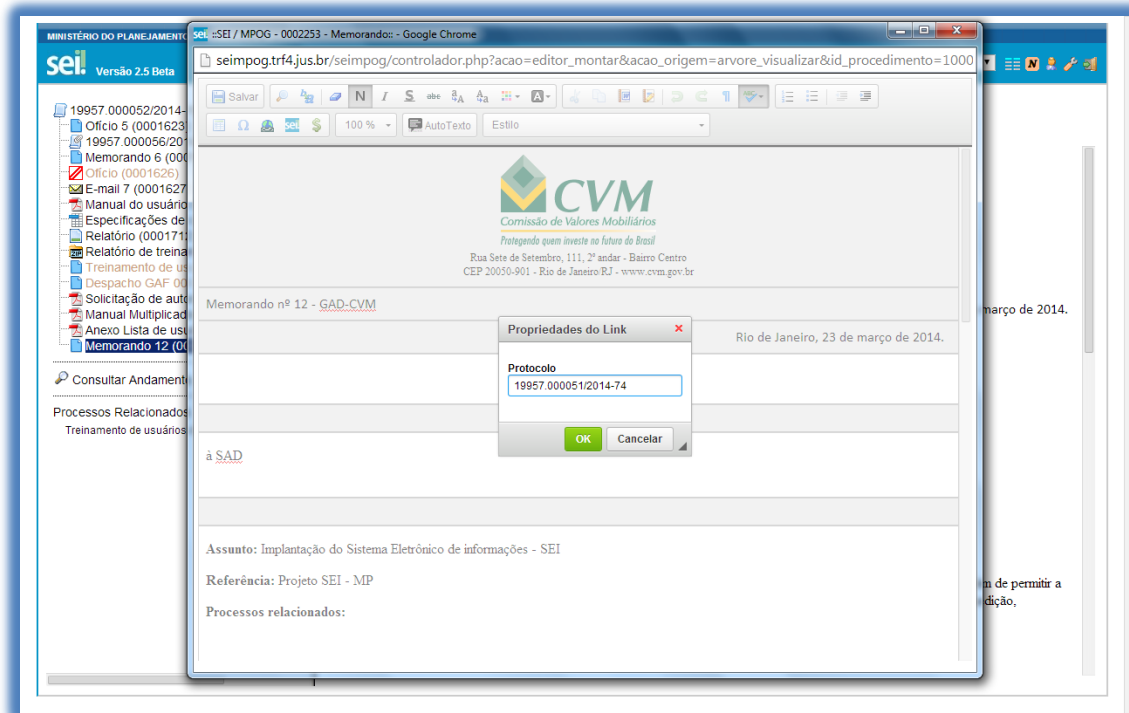 MINISTÉRIO DO PLANEJAMENTO
sei!
Versão 2.5 Beta
sei. ::SEI / MPOG - 0002253 - Memorando:: - Google Chrome
seimpog.trf4.jus.br/seimpog/controlador.php?acao=editor_montar&acao_origem=arvore_visualizar&id_procedimento=1000
Salvar N I S abc
100 % AutoTexto Estilo
19957.000052/2014-
Ofício 5 (0001623
19957.000056/201
Memorando 6 (000
Ofício (0001626)
E-mail 7 (0001627
Manual do usuário
Especificações de
Relatório (000171
Relatório de treina
Treinamento de us
Despacho GAF 00
Solicitação de auto
Manual Multiplicad
Anexo Lista de usu
Memorando 12 (00
Consultar Andament
Processos Relacionados
Treinamento de usuários
CVM
Comissão de Valores Mobiliários
Protegendo quem investe no futuro do Brasil
Rua Sete de Setembro, 111, 2º andar - Bairro Centro
CEP 20050-901 - Rio de Janeiro/RJ - www.cvm.gov.br
Memorando nº 12 - GAD-CVM
Rio de Janeiro, 23 de março de 2014.
Propriedades do Link
Protocolo
19957.000051/2014-74
OK Cancelar
à SAD
Assunto: Implantação do Sistema Eletrônico de informações - SEI
Referência: Projeto SEI - MP
Processos relacionados:
março de 2014.
m de permitir a
dição,